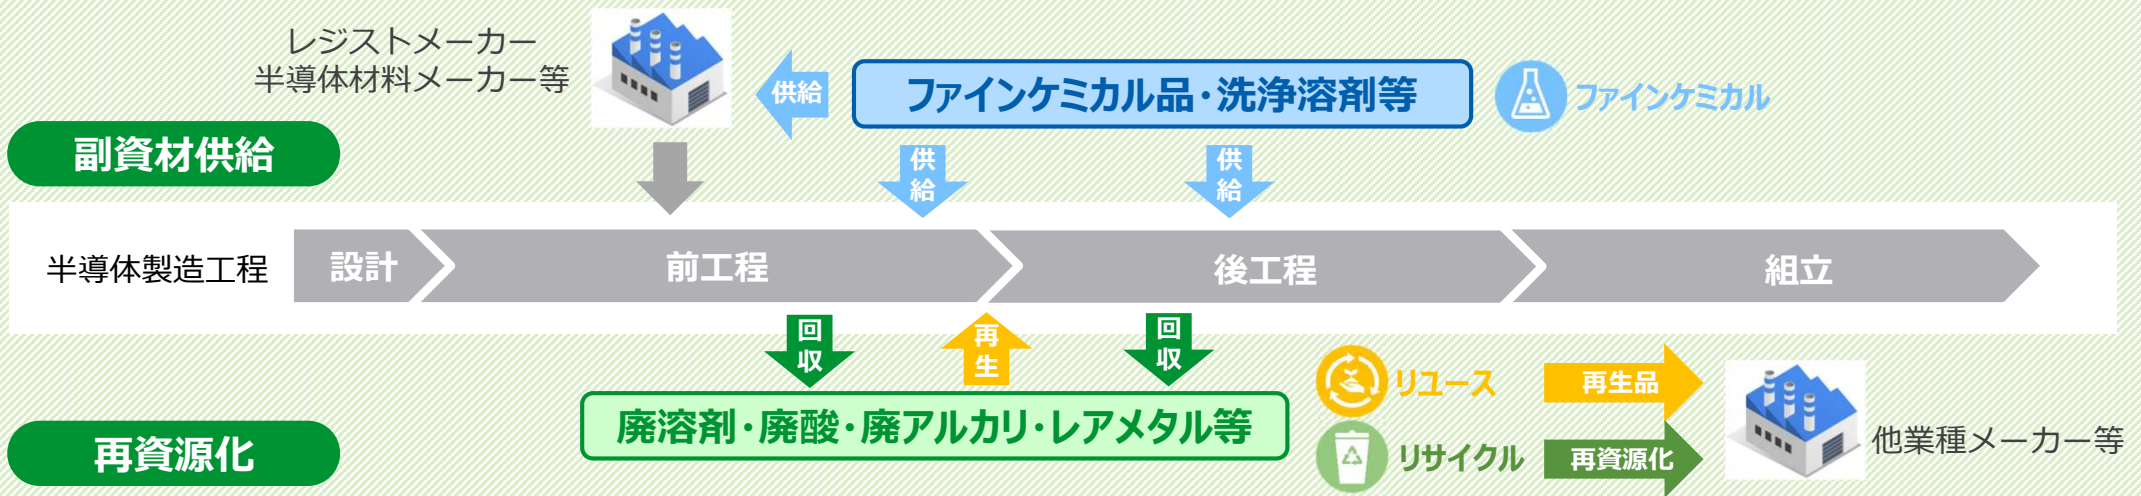 レジストメーカー
半導体材料メーカー等
供給
ファインケミカル品・洗浄溶剤等
ファインケミカル
副資材供給
供給
供給
半導体製造工程
設計
前工程
後工程
組立
回収
再生
回収
リユース
再生品
廃溶剤・廃酸・廃アルカリ・レアメタル等
他業種メーカー等
再資源化
リサイクル
再資源化